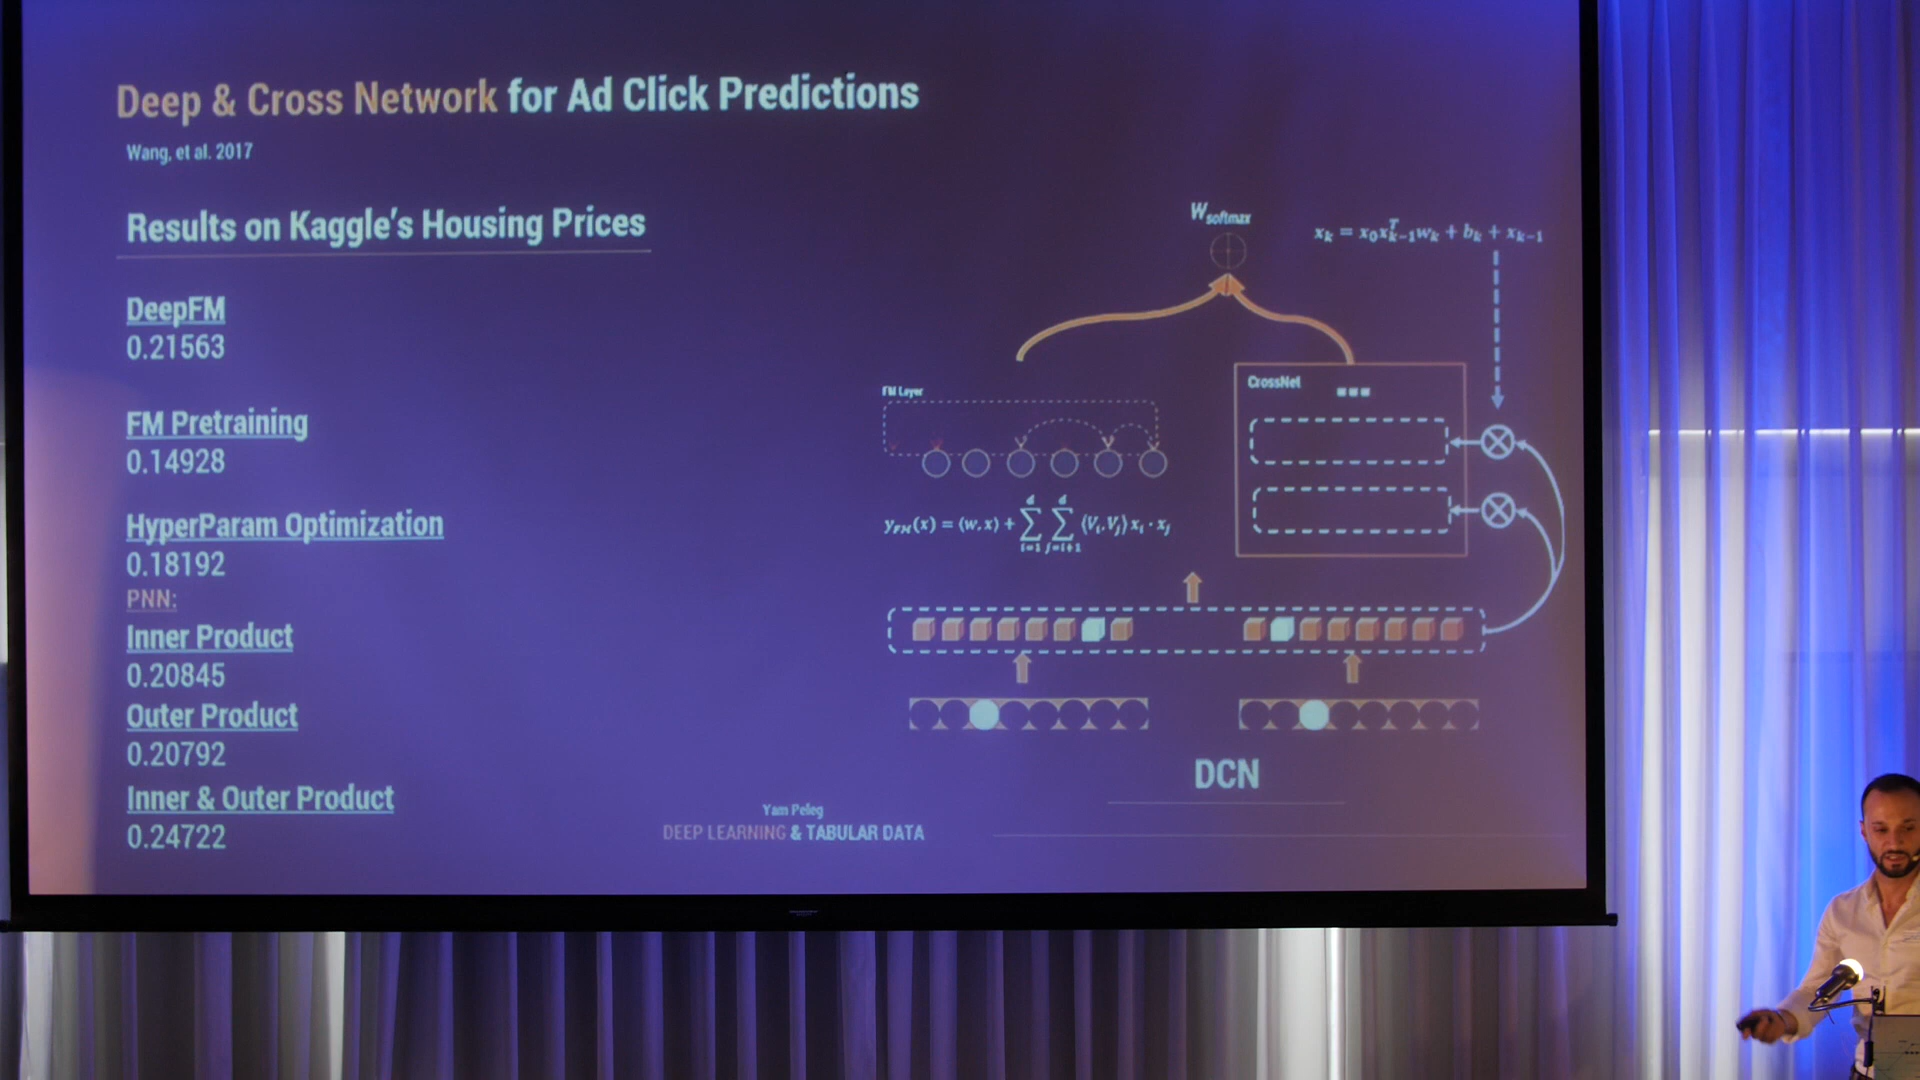 Deep & Cross Network for Ad Click Predictions
Wang, et al. 2017
Results on Kaggle's Housing Prices
DeepFM
0.21563
FM Pretraining
0.14928
HyperParam Optimization
0.18192
PNN:
Inner Product
0.20845
Outer Product
0.20792
Inner & Outer Product
0.24722
W_softmax
x_k = x_0 x_{k-1}^T w_k + b_k + x_{k-1}
CrossNet
FM Layer
y_{FM}(x) = ⟨w, x⟩ + ∑_{i=1}^{d} ∑_{j=i+1}^{d} ⟨V_i, V_j⟩ x_i · x_j
DCN
Yam Peleg
DEEP LEARNING & TABULAR DATA